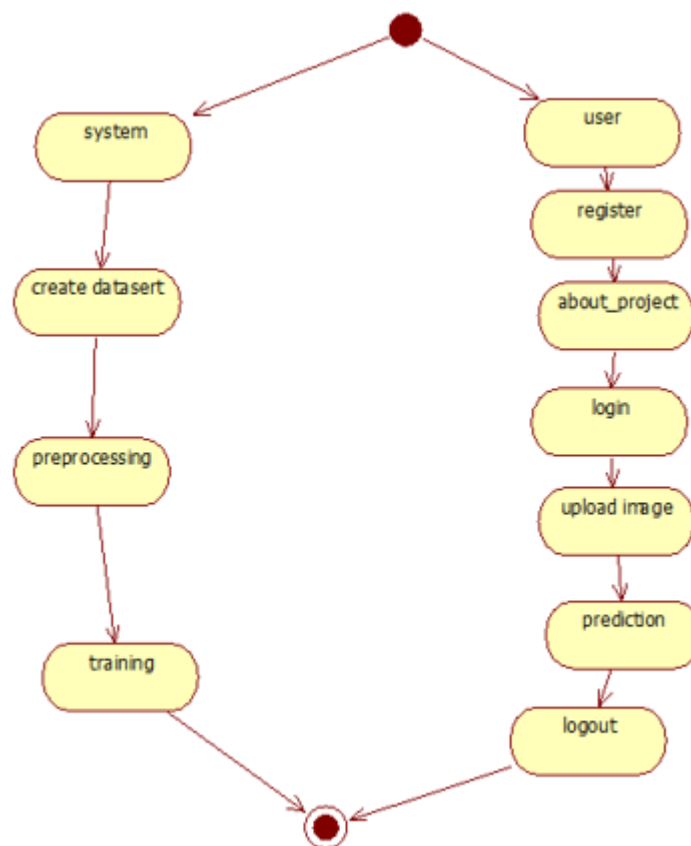 system
create datasert
preprocessing
training
user
register
about_project
login
upload image
prediction
logout